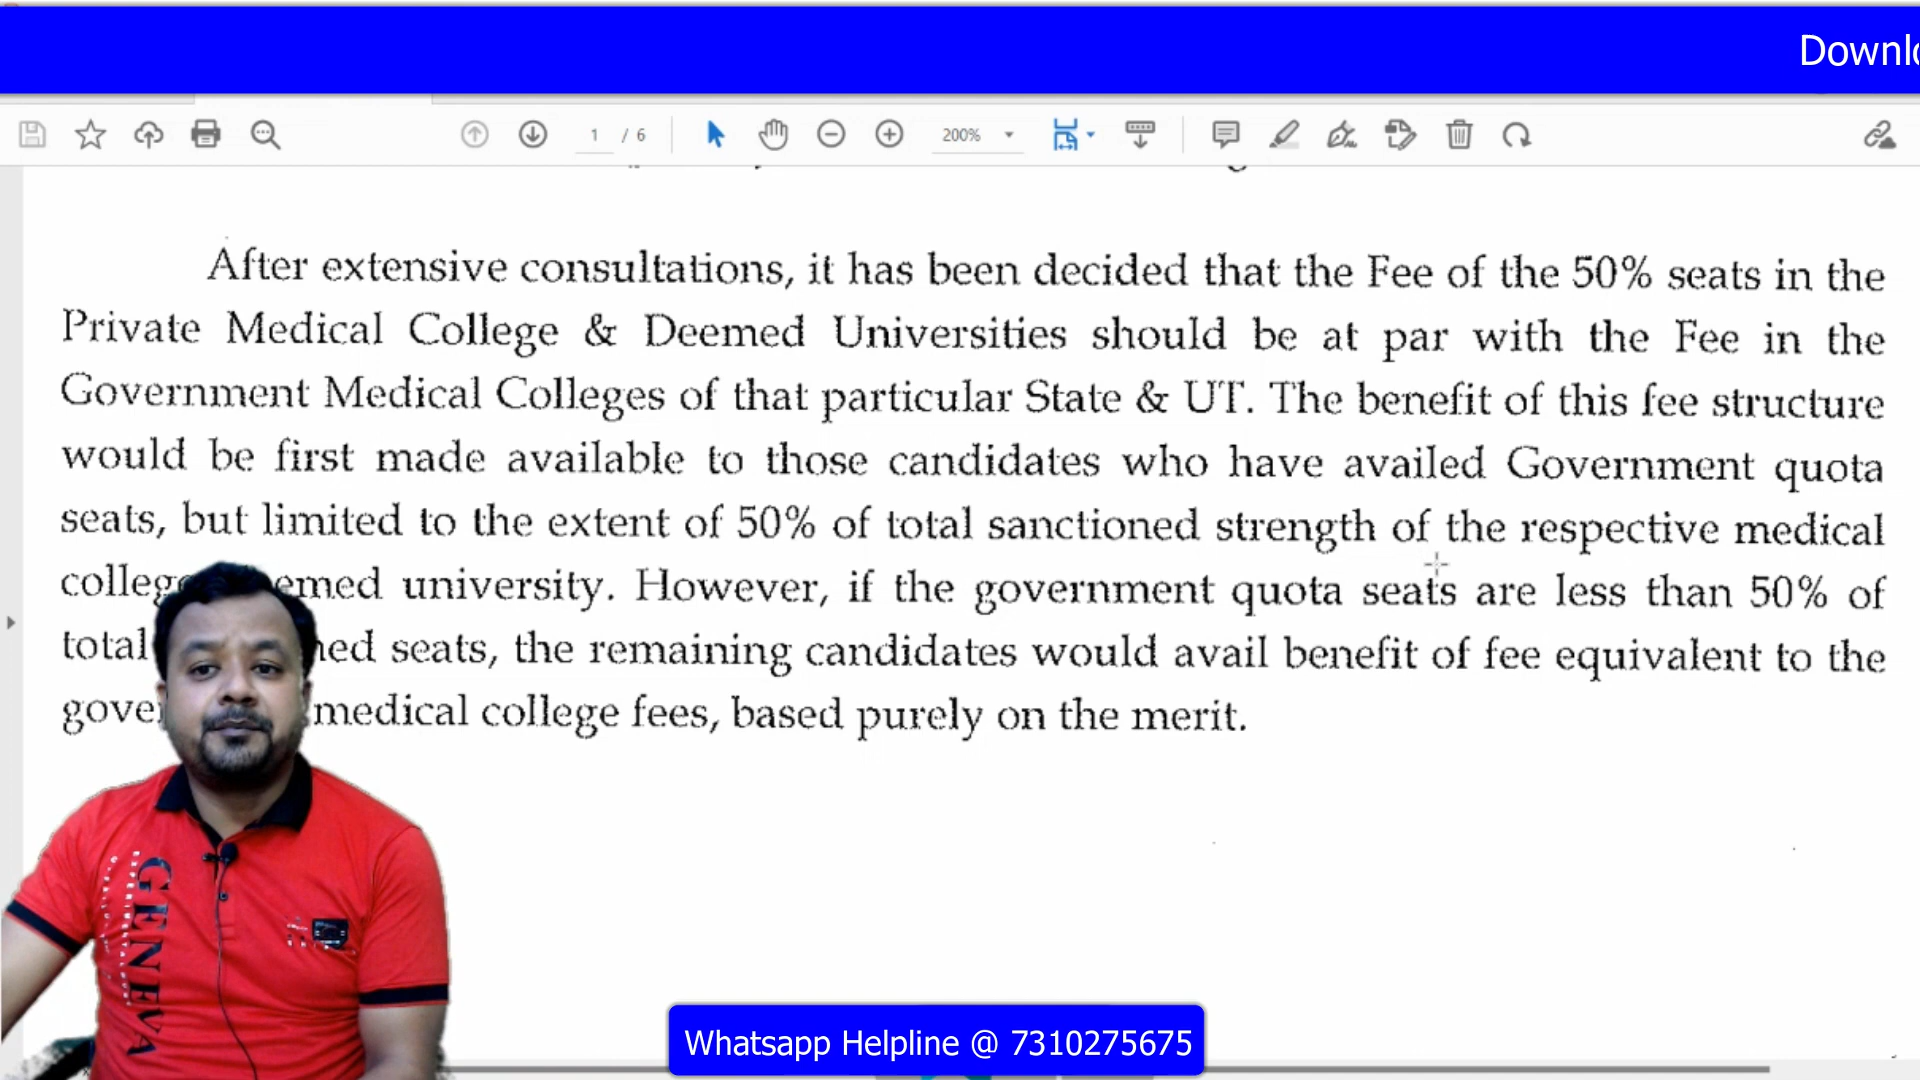 Downlo
1 / 6
200%
After extensive consultations, it has been decided that the Fee of the 50% seats in the
Private Medical College & Deemed Universities should be at par with the Fee in the
Government Medical Colleges of that particular State & UT. The benefit of this fee structure
would be first made available to those candidates who have availed Government quota
seats, but limited to the extent of 50% of total sanctioned strength of the respective medical
colleg emed university. However, if the government quota seats are less than 50% of
total ned seats, the remaining candidates would avail benefit of fee equivalent to the
gove medical college fees, based purely on the merit.
GENEVA
Whatsapp Helpline @ 7310275675